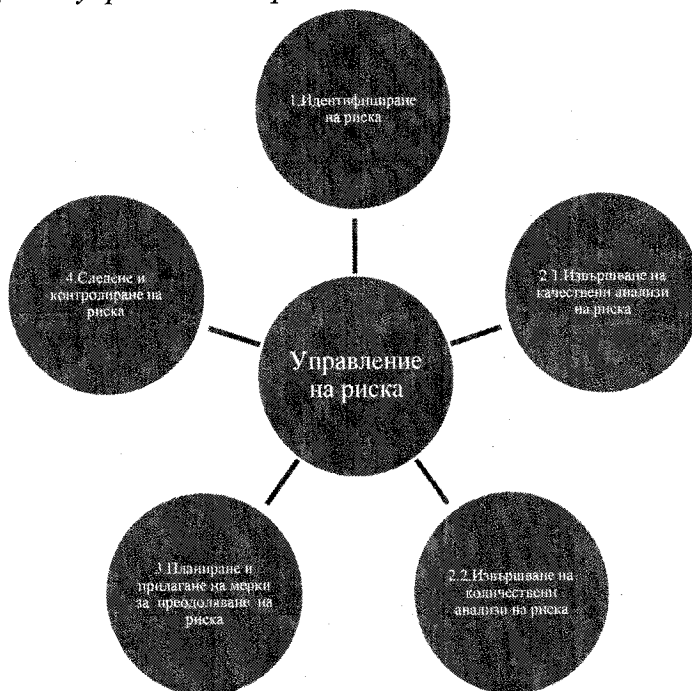 1.Идентифициране
на риска
2.1.Извършване на
качествени анализи
на риска
2.2.Извършване на
количествени
анализи на риска
3.Планиране и
прилагане на мерки
за преодоляване на
риска
4.Следене и
контролиране на
риска
Управление
на риска